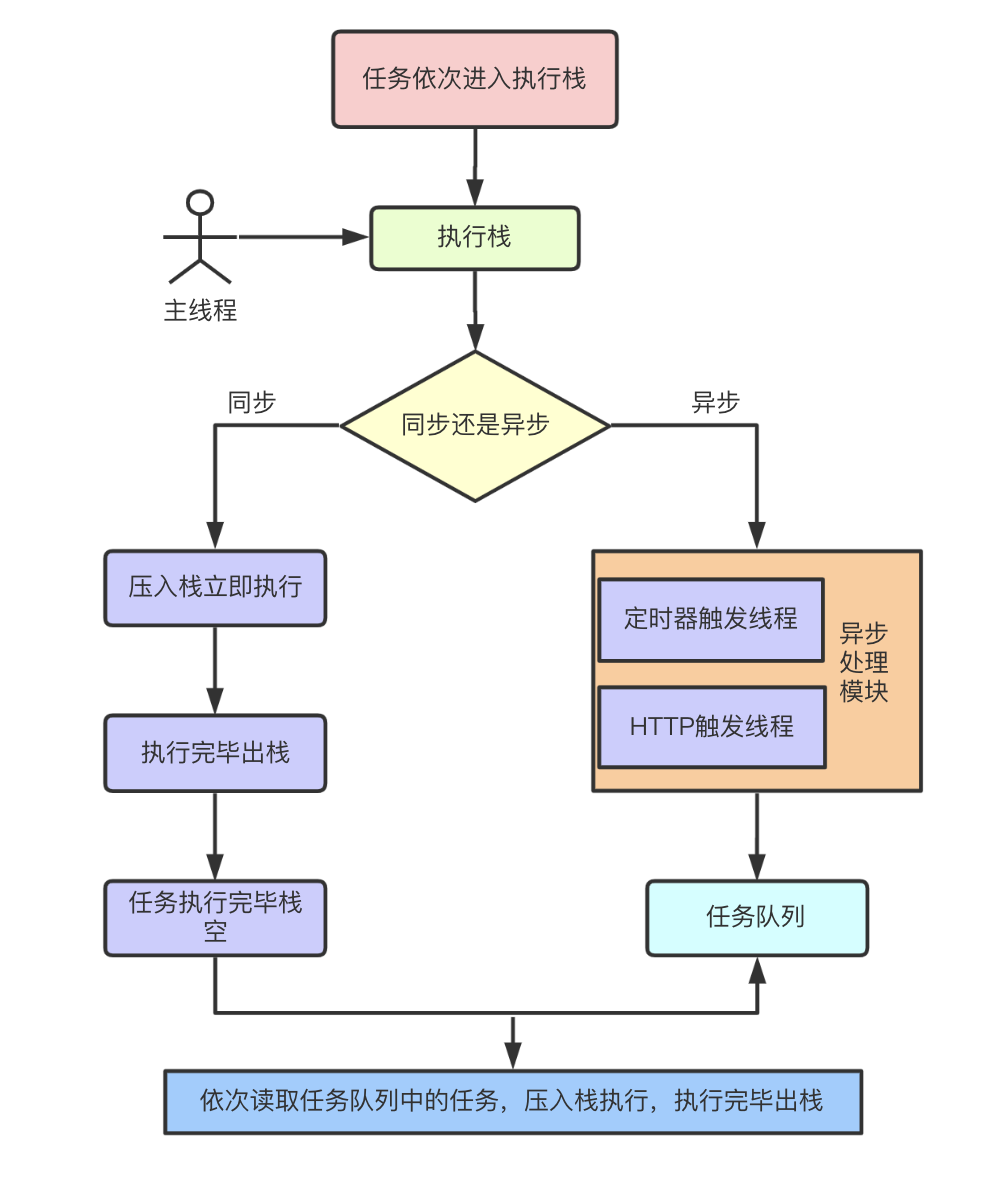 任务依次进入执行栈
执行栈
主线程
同步
异步
同步还是异步
压入栈立即执行
定时器触发线程
异步
处理
模块
HTTP触发线程
执行完毕出栈
任务执行完毕栈
空
任务队列
依次读取任务队列中的任务，压入栈执行，执行完毕出栈